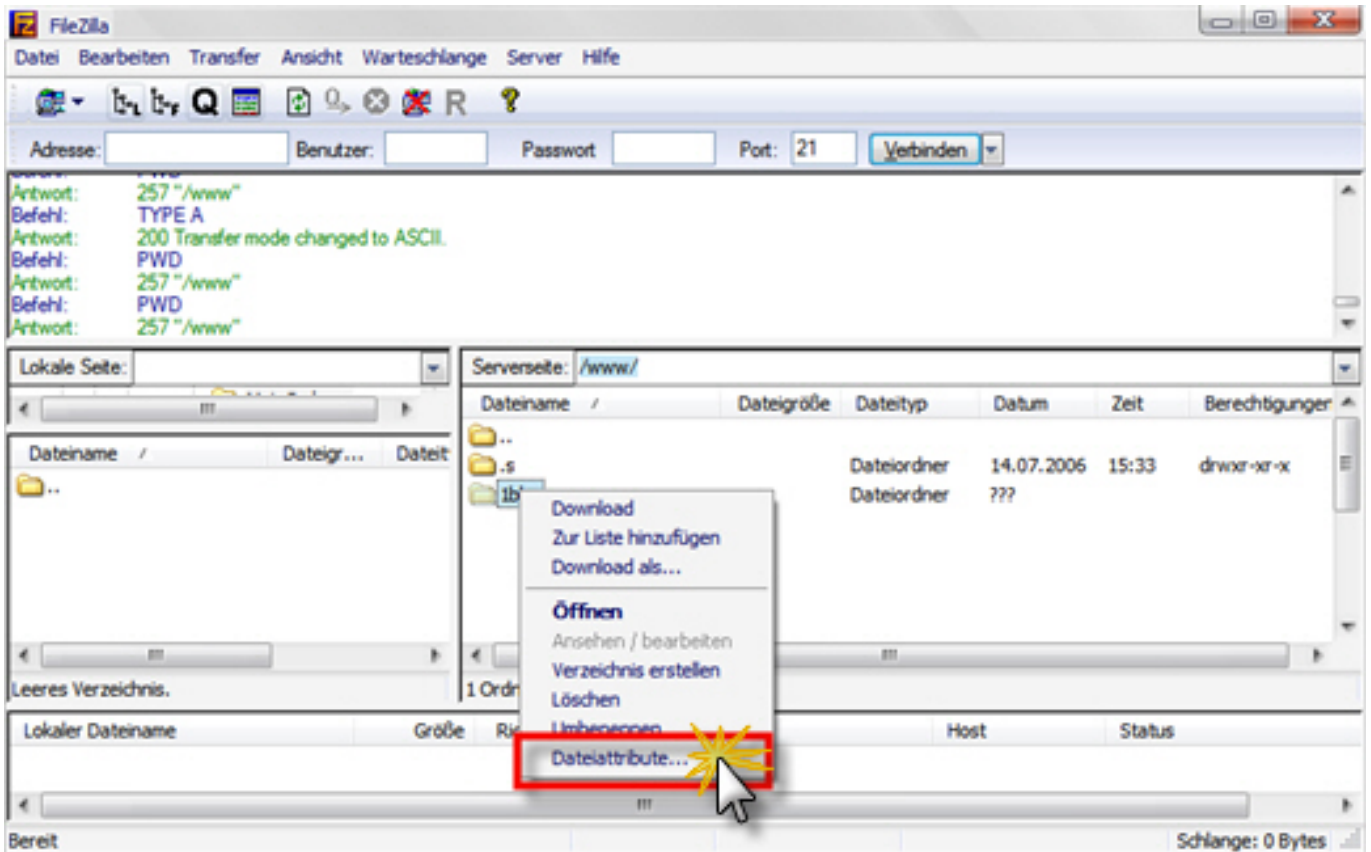 FileZilla
Datei Bearbeiten Transfer Ansicht Warteschlange Server Hilfe
Adresse: Benutzer: Passwort Port: 21 Verbinden
PWD
Antwort: 257 "/www"
Befehl: TYPE A
Antwort: 200 Transfer mode changed to ASCII.
Befehl: PWD
Antwort: 257 "/www"
Befehl: PWD
Antwort: 257 "/www"
Lokale Seite:
Dateiname / Dateigr... Dateit
..
Leeres Verzeichnis.
Serverseite: /www/
Dateiname / Dateigröße Dateityp Datum Zeit Berechtigungen
..
.s Dateiordner 14.07.2006 15:33 drwxr-xr-x
Dateiordner ???
1 Ordn
Download
Zur Liste hinzufügen
Download als...
Öffnen
Ansehen / bearbeiten
Verzeichnis erstellen
Löschen
Umbenennen
Dateiattribute...
Lokaler Dateiname Größe Host Status
Bereit Schlange: 0 Bytes